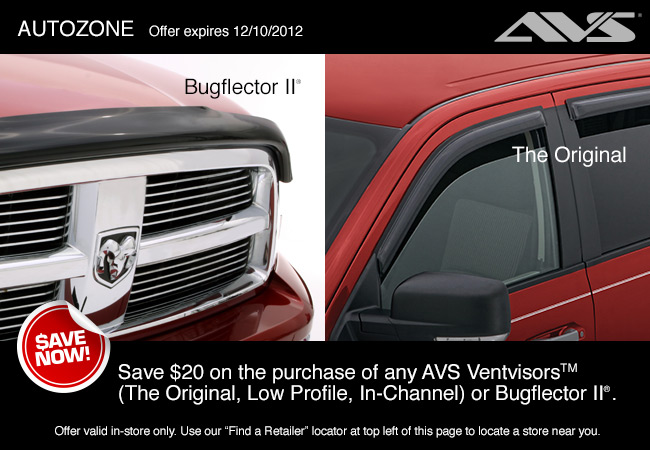 AUTOZONE Offer expires 12/10/2012
AVS®
Bugflector II®
The Original
$AVE
NOW!
Save $20 on the purchase of any AVS Ventvisors™
(The Original, Low Profile, In-Channel) or Bugflector II®.
Offer valid in-store only. Use our “Find a Retailer” locator at top left of this page to locate a store near you.